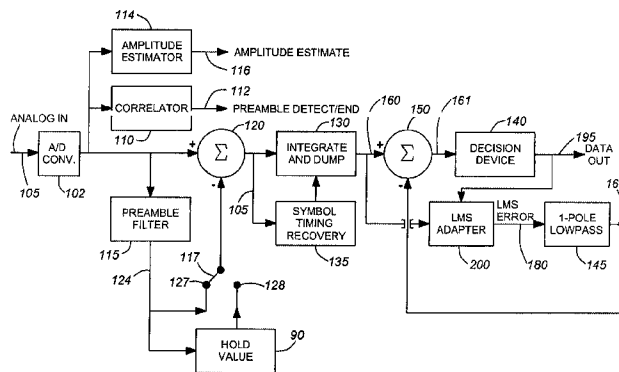 114
AMPLITUDE
ESTIMATOR
116
AMPLITUDE ESTIMATE
112
CORRELATOR
110
PREAMBLE DETECT/END
ANALOG IN
105
A/D
CONV.
102
120
+
Σ
-
130
INTEGRATE
AND DUMP
160
150
+
Σ
-
161
140
DECISION
DEVICE
195
DATA
OUT
PREAMBLE
FILTER
115
105
SYMBOL
TIMING
RECOVERY
135
LMS
ADAPTER
200
LMS
ERROR
180
1-POLE
LOWPASS
145
124
117
127
128
HOLD
VALUE
90